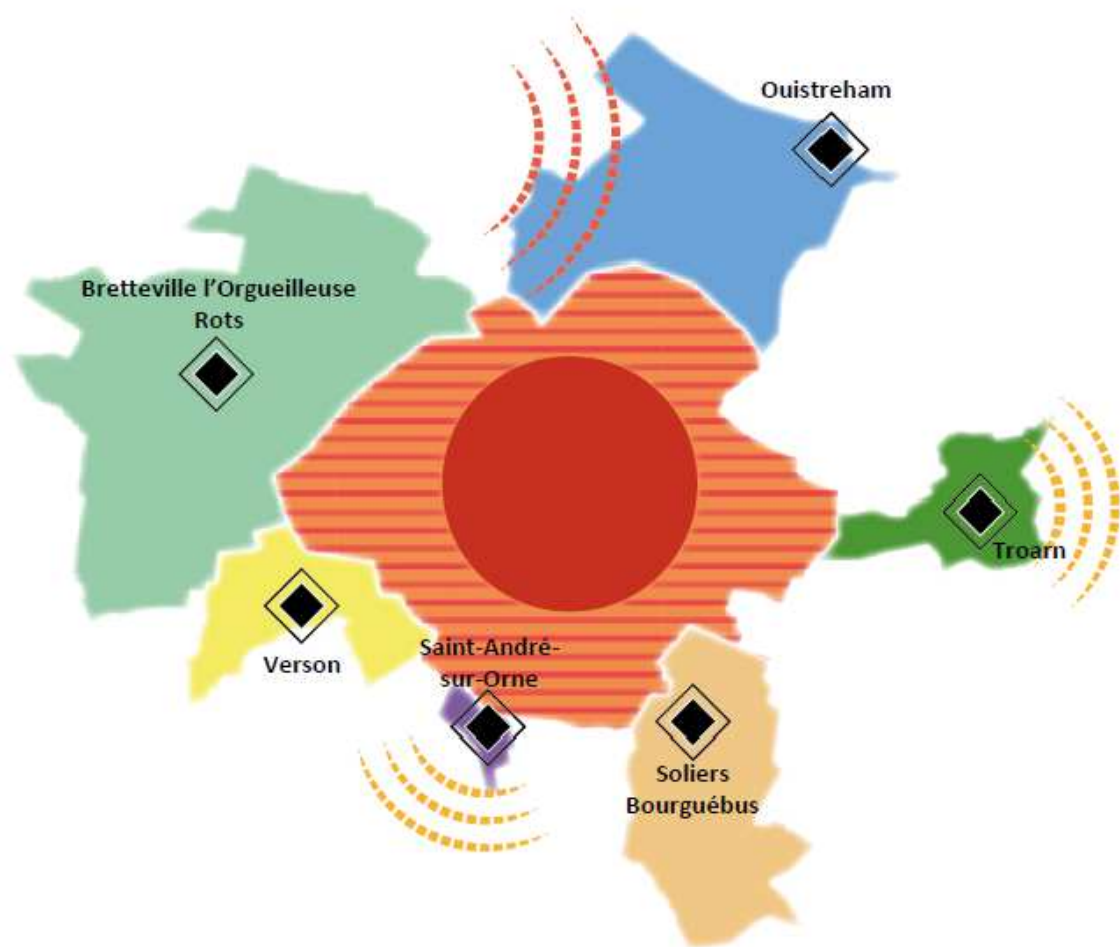 Ouistreham
Bretteville l'Orgueilleuse
Rots
Troarn
Verson
Saint-André-
sur-Orne
Soliers
Bourguébus